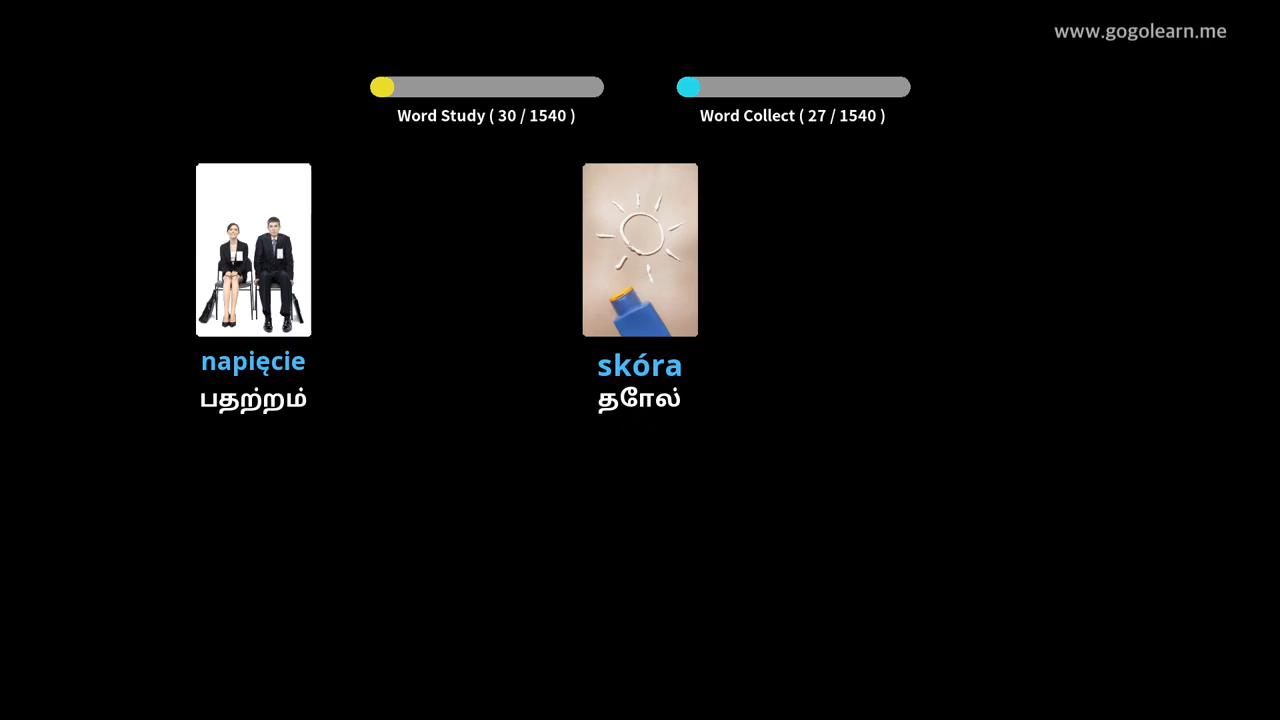 www.gogolearn.me
Word Study ( 30 / 1540 )
Word Collect ( 27 / 1540 )
napięcie
பதற்றம்
skóra
தோல்